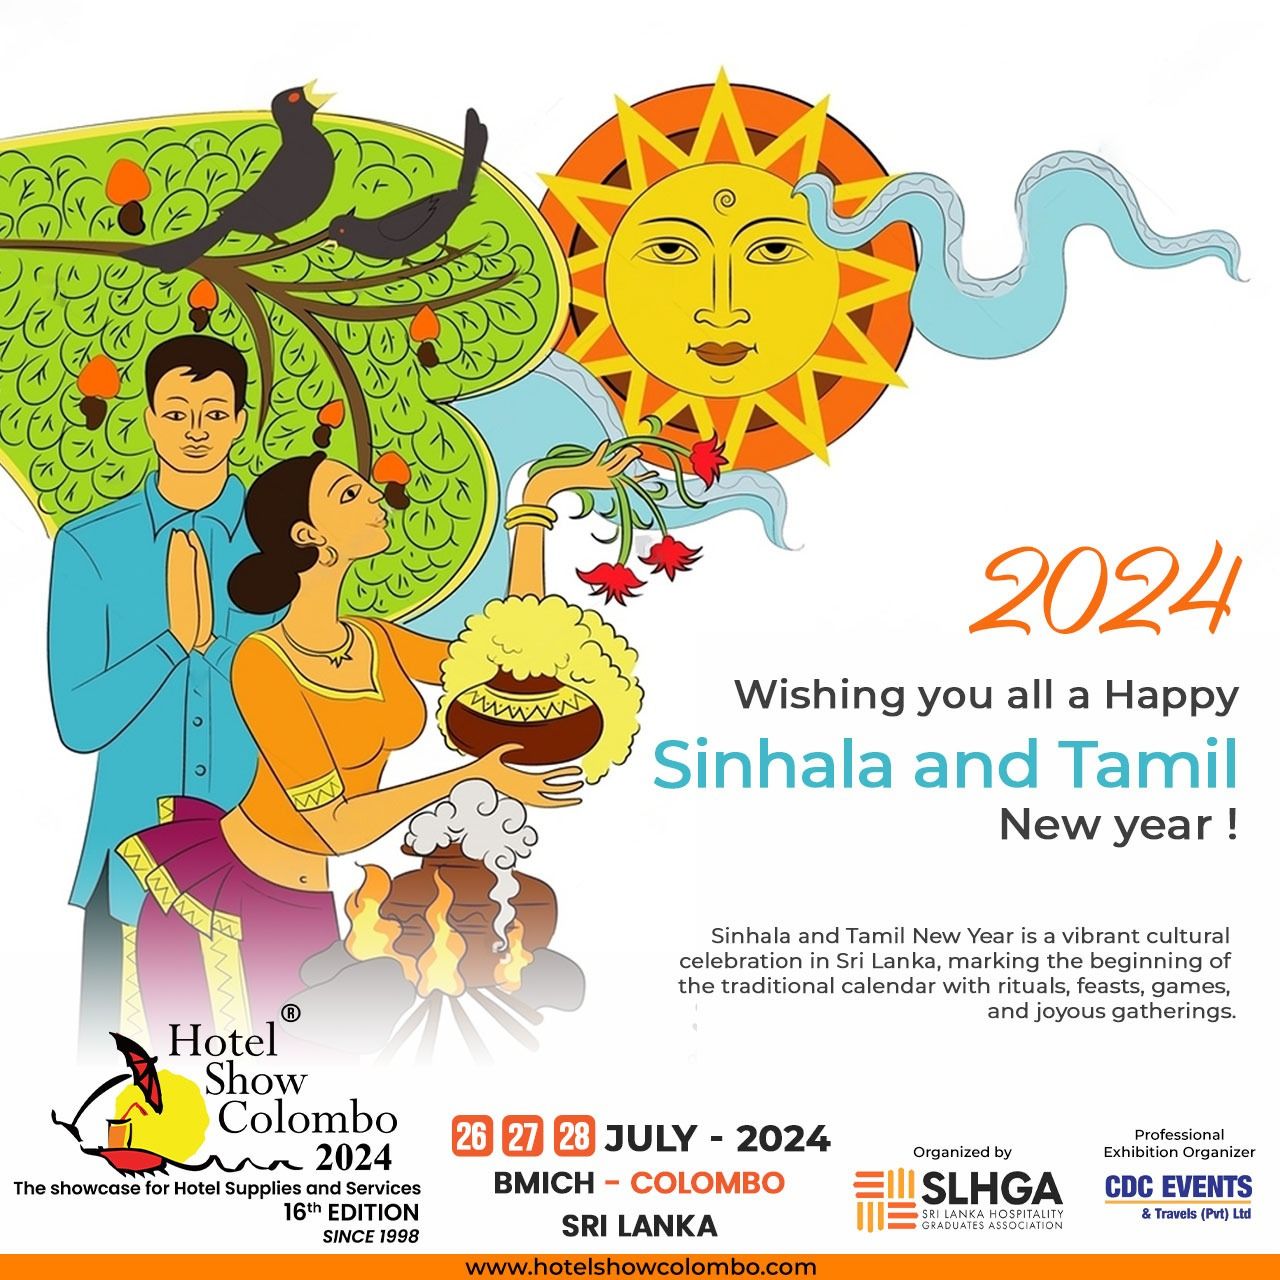 2024
Wishing you all a Happy
Sinhala and Tamil
New year !
Sinhala and Tamil New Year is a vibrant cultural
celebration in Sri Lanka, marking the beginning of
the traditional calendar with rituals, feasts, games,
and joyous gatherings.
®
Hotel
Show
Colombo
2024
The showcase for Hotel Supplies and Services
16th EDITION
SINCE 1998
26 27 28 JULY - 2024
BMICH - COLOMBO
SRI LANKA
Organized by
SLHGA
SRI LANKA HOSPITALITY
GRADUATES ASSOCIATION
Professional
Exhibition Organizer
CDC EVENTS
& Travels (Pvt) Ltd
www.hotelshowcolombo.com